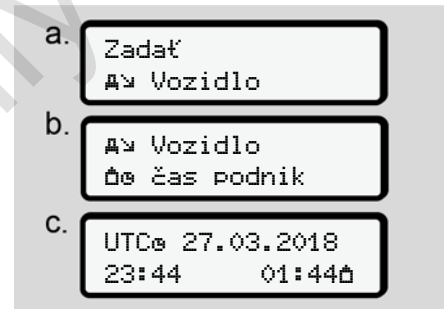 a.
Zadať
Vozidlo
b.
Vozidlo
čas podnik
c.
UTC 27.03.2018
23:44 01:44